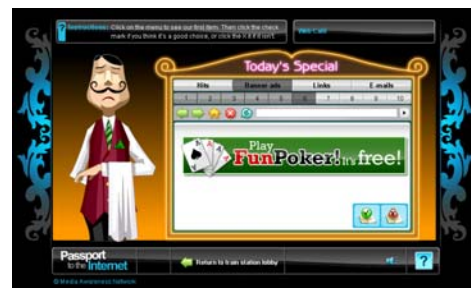 Instructions: Click on the menu to see our first item. Then click the check
mark if you think it's a good choice, or click the X if it isn't.
Today's Special
Hits Banner ads Links E-mails
1 2 3 4 5 6 7 8 9 10
Play
FunPoker! It's free!
Passport
to the Internet
Return to train station lobby
?
© Media Awareness Network